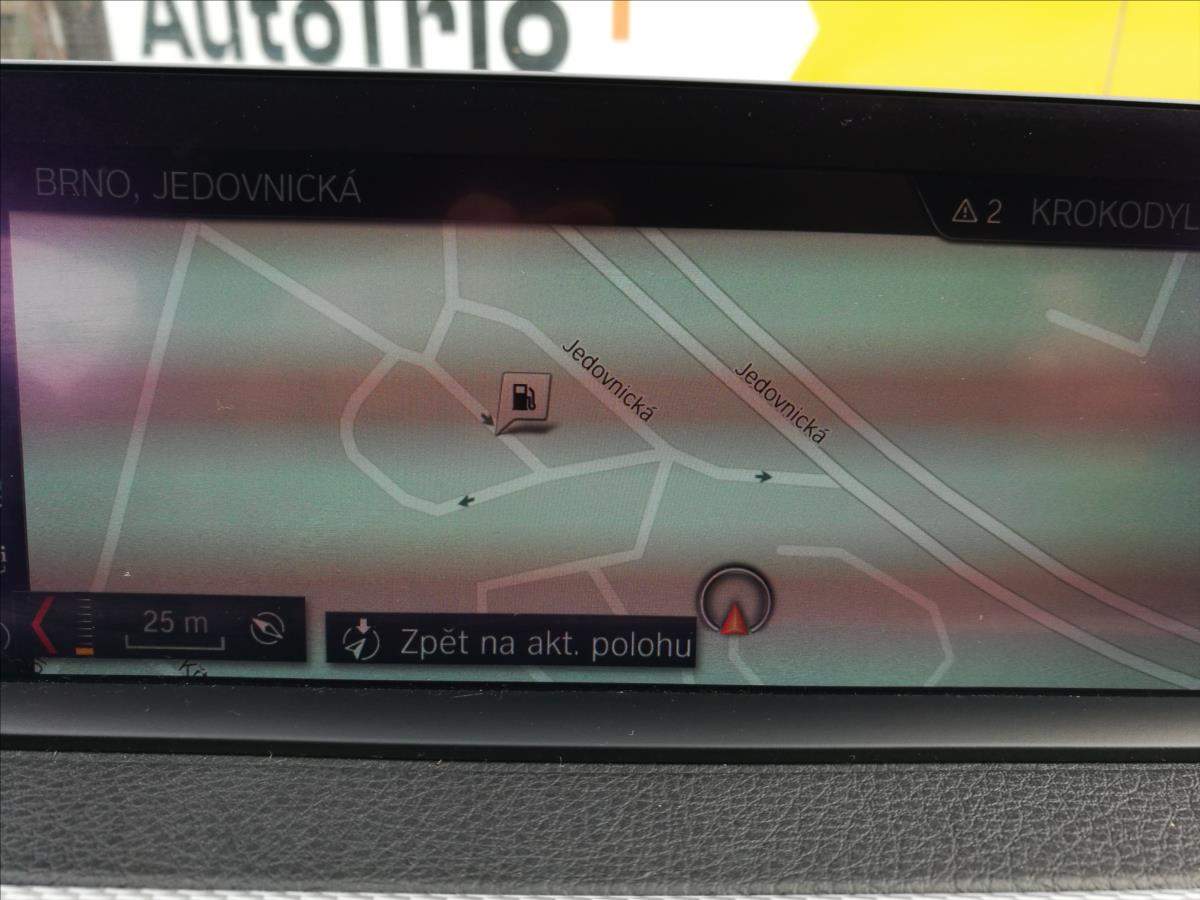 AutoTrio
BRNO, JEDOVNICKÁ
2 KROKODYL
Jedovnická
Jedovnická
25 m
Zpět na akt. polohu